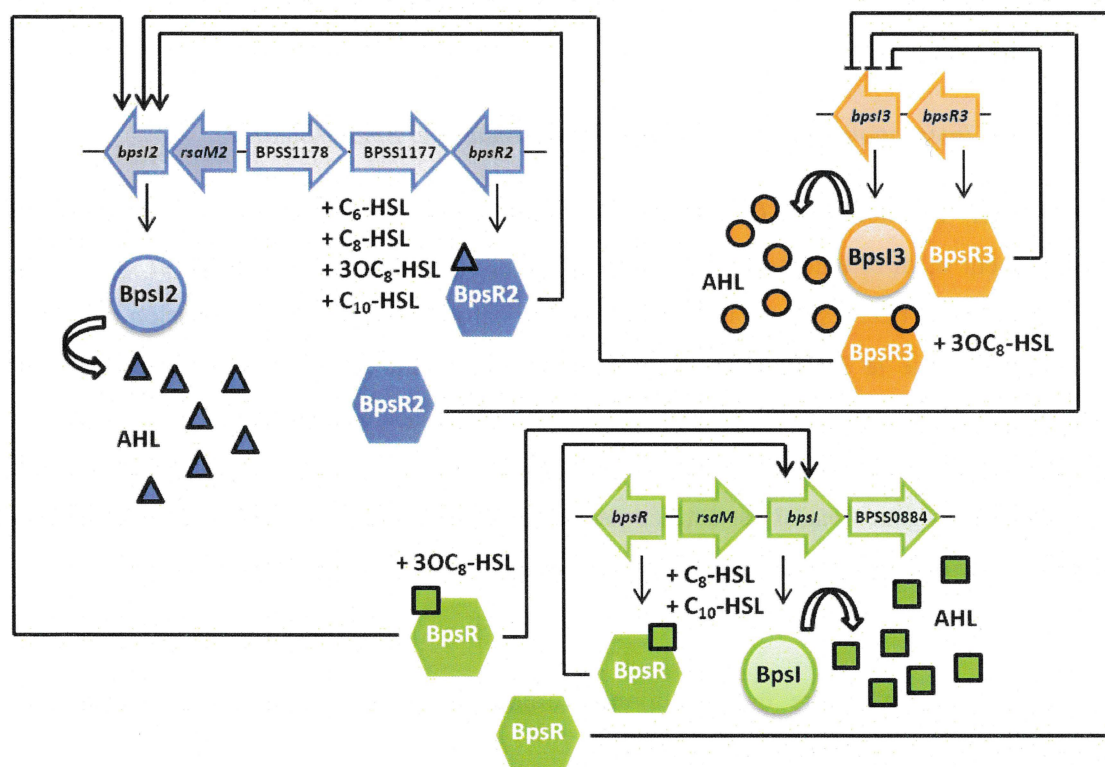 bpsI2
rsaM2
BPSS1178
BPSS1177
bpsR2
+ C₆-HSL
+ C₈-HSL
+ 3OC₈-HSL
+ C₁₀-HSL
BpsI2
BpsR2
AHL
BpsR2
bpsI3
bpsR3
BpsI3
BpsR3
AHL
BpsR3
+ 3OC₈-HSL
bpsR
rsaM
bpsI
BPSS0884
+ 3OC₈-HSL
BpsR
+ C₈-HSL
+ C₁₀-HSL
BpsR
BpsI
AHL
BpsR